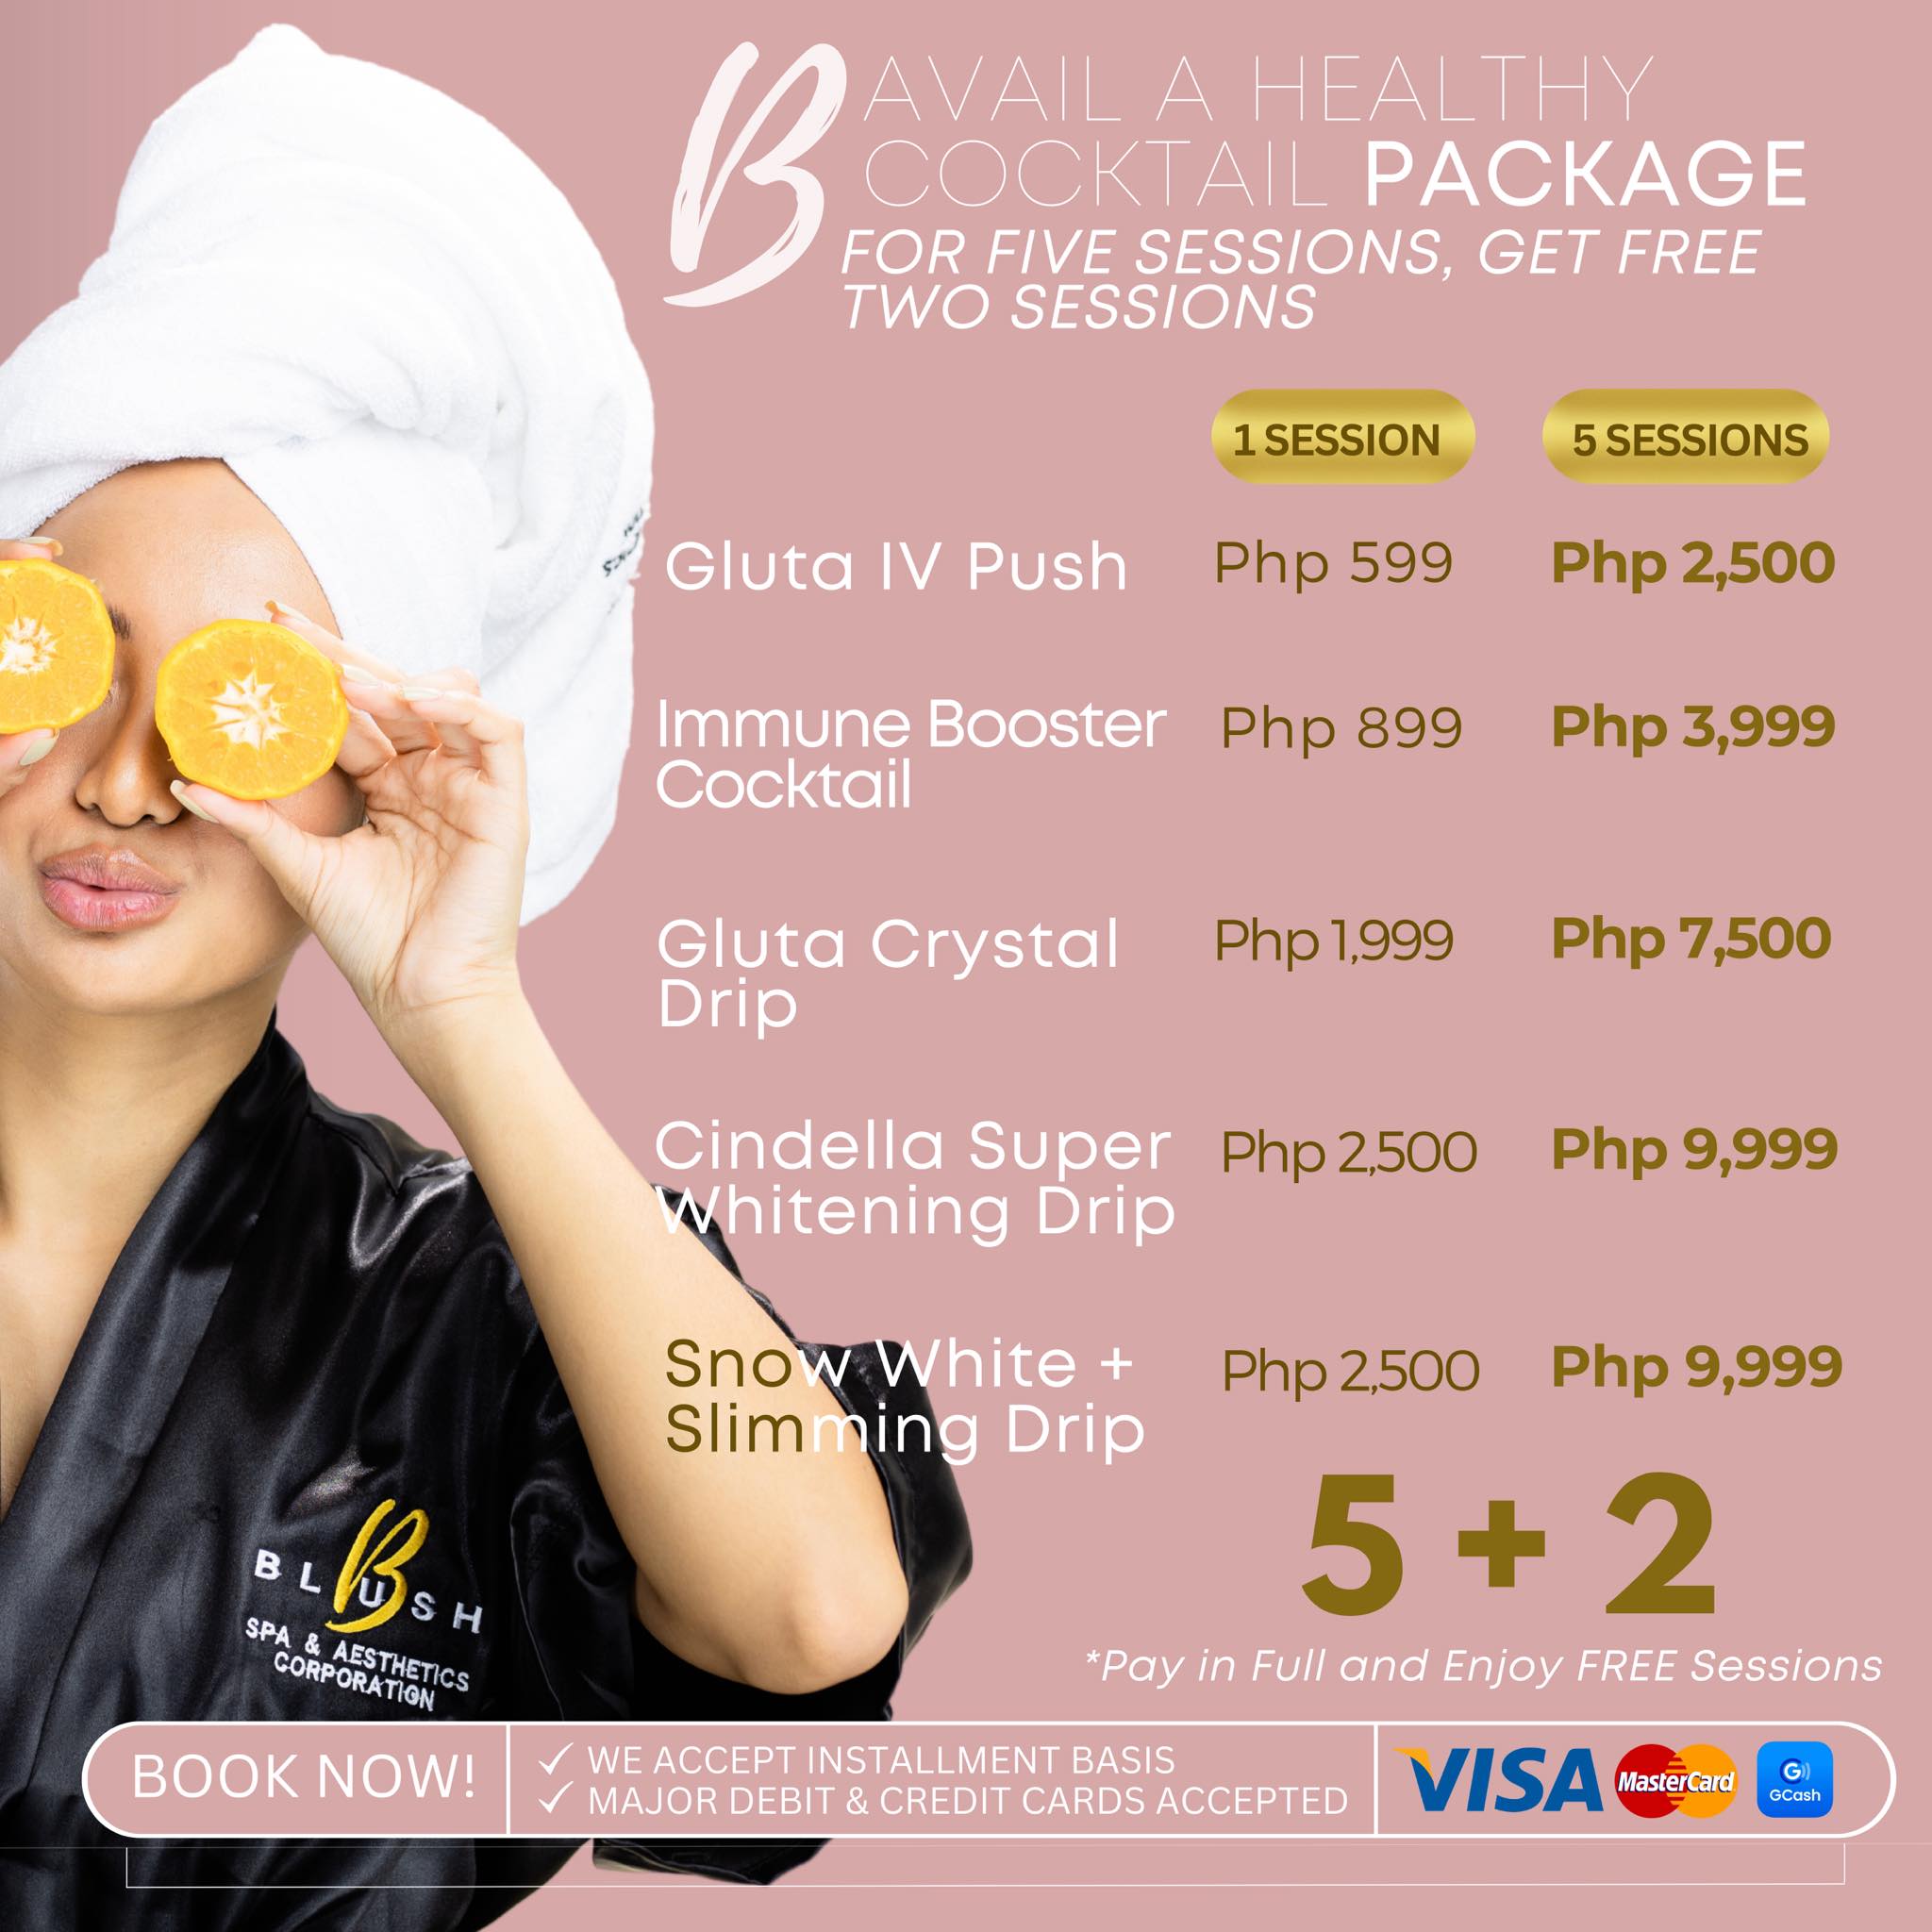 B AVAIL A HEALTHY
COCKTAIL PACKAGE
FOR FIVE SESSIONS, GET FREE
TWO SESSIONS
1 SESSION 5 SESSIONS
Gluta IV Push Php 599 Php 2,500
Immune Booster Php 899 Php 3,999
Cocktail
Gluta Crystal Php 1,999 Php 7,500
Drip
Cindella Super Php 2,500 Php 9,999
Whitening Drip
Snow White + Php 2,500 Php 9,999
Slimming Drip
5 + 2
*Pay in Full and Enjoy FREE Sessions
B
BLUSH
SPA & AESTHETICS
CORPORATION
BOOK NOW!
✓ WE ACCEPT INSTALLMENT BASIS
✓ MAJOR DEBIT & CREDIT CARDS ACCEPTED
VISA MasterCard G GCash